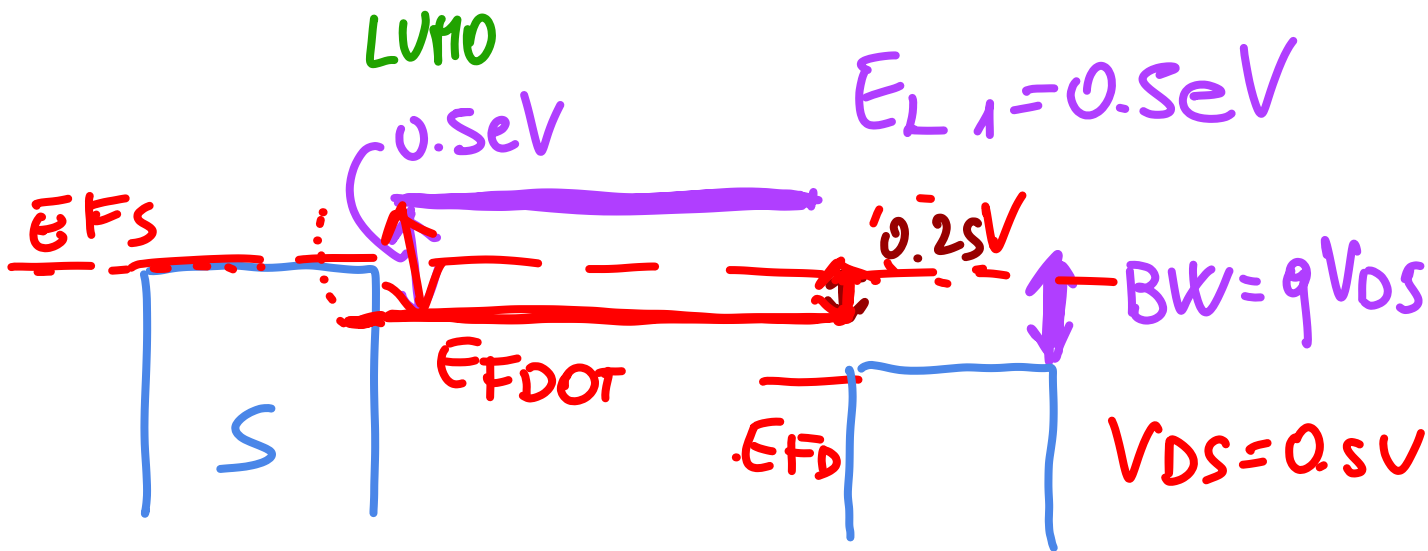 LUMO
0.5eV
EL1=0.5eV
EFS
0.25V
BW=qVDS
EFDOT
S
EFD
VDS=0.5V